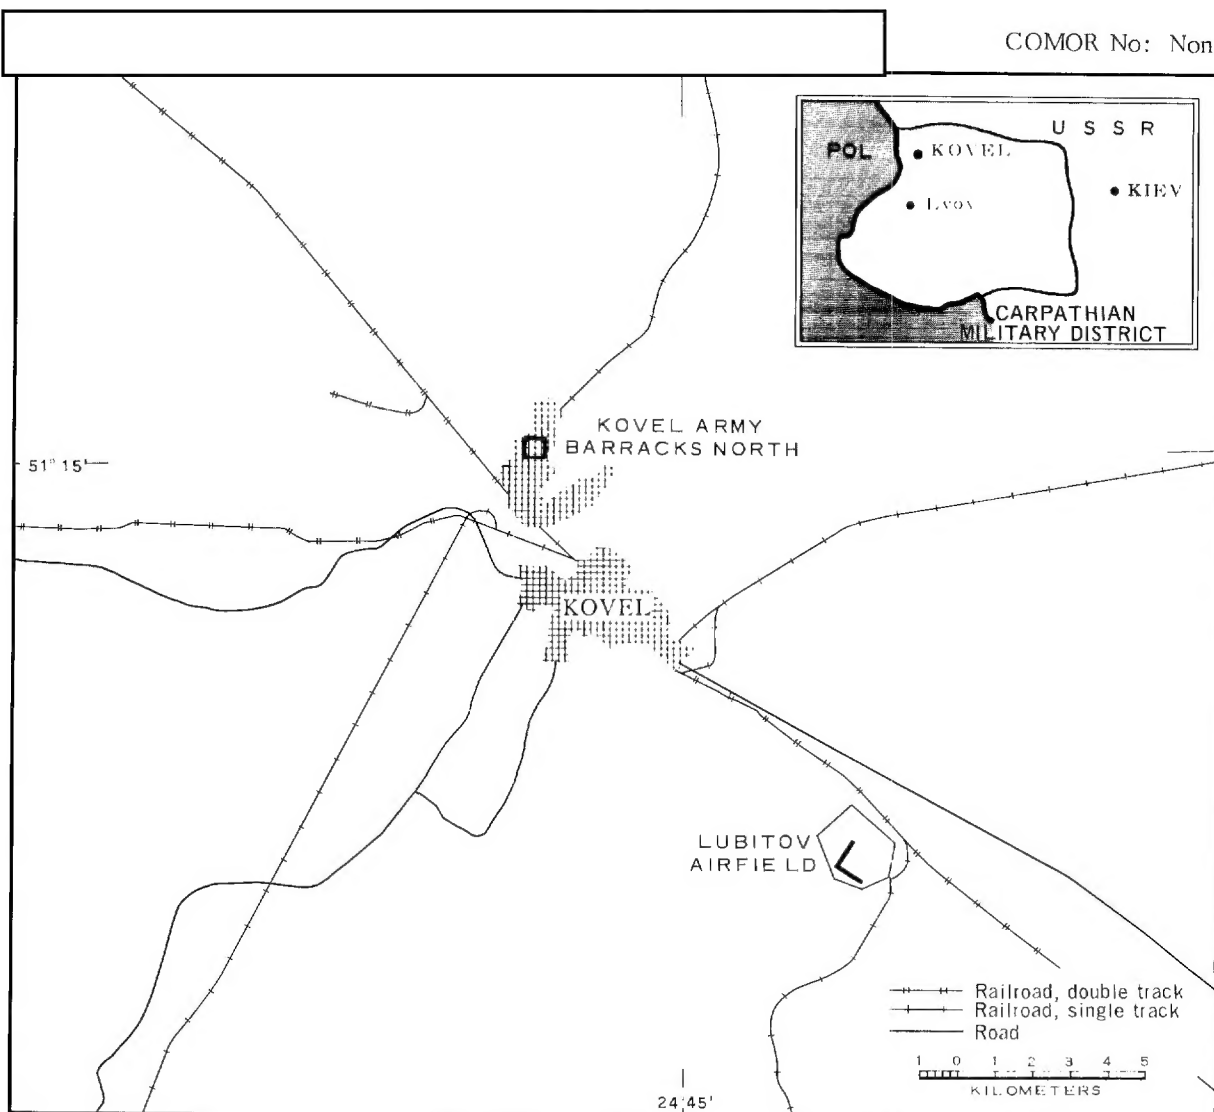 COMOR No: Non
U S S R
POL
KOVEL
KIEV
Lvov
CARPATHIAN
MILITARY DISTRICT
KOVEL ARMY
BARRACKS NORTH
51° 15'
KOVEL
LUBITOV
AIRFIELD
Railroad, double track
Railroad, single track
Road
1 0 1 2 3 4 5
KILOMETERS
24°45'